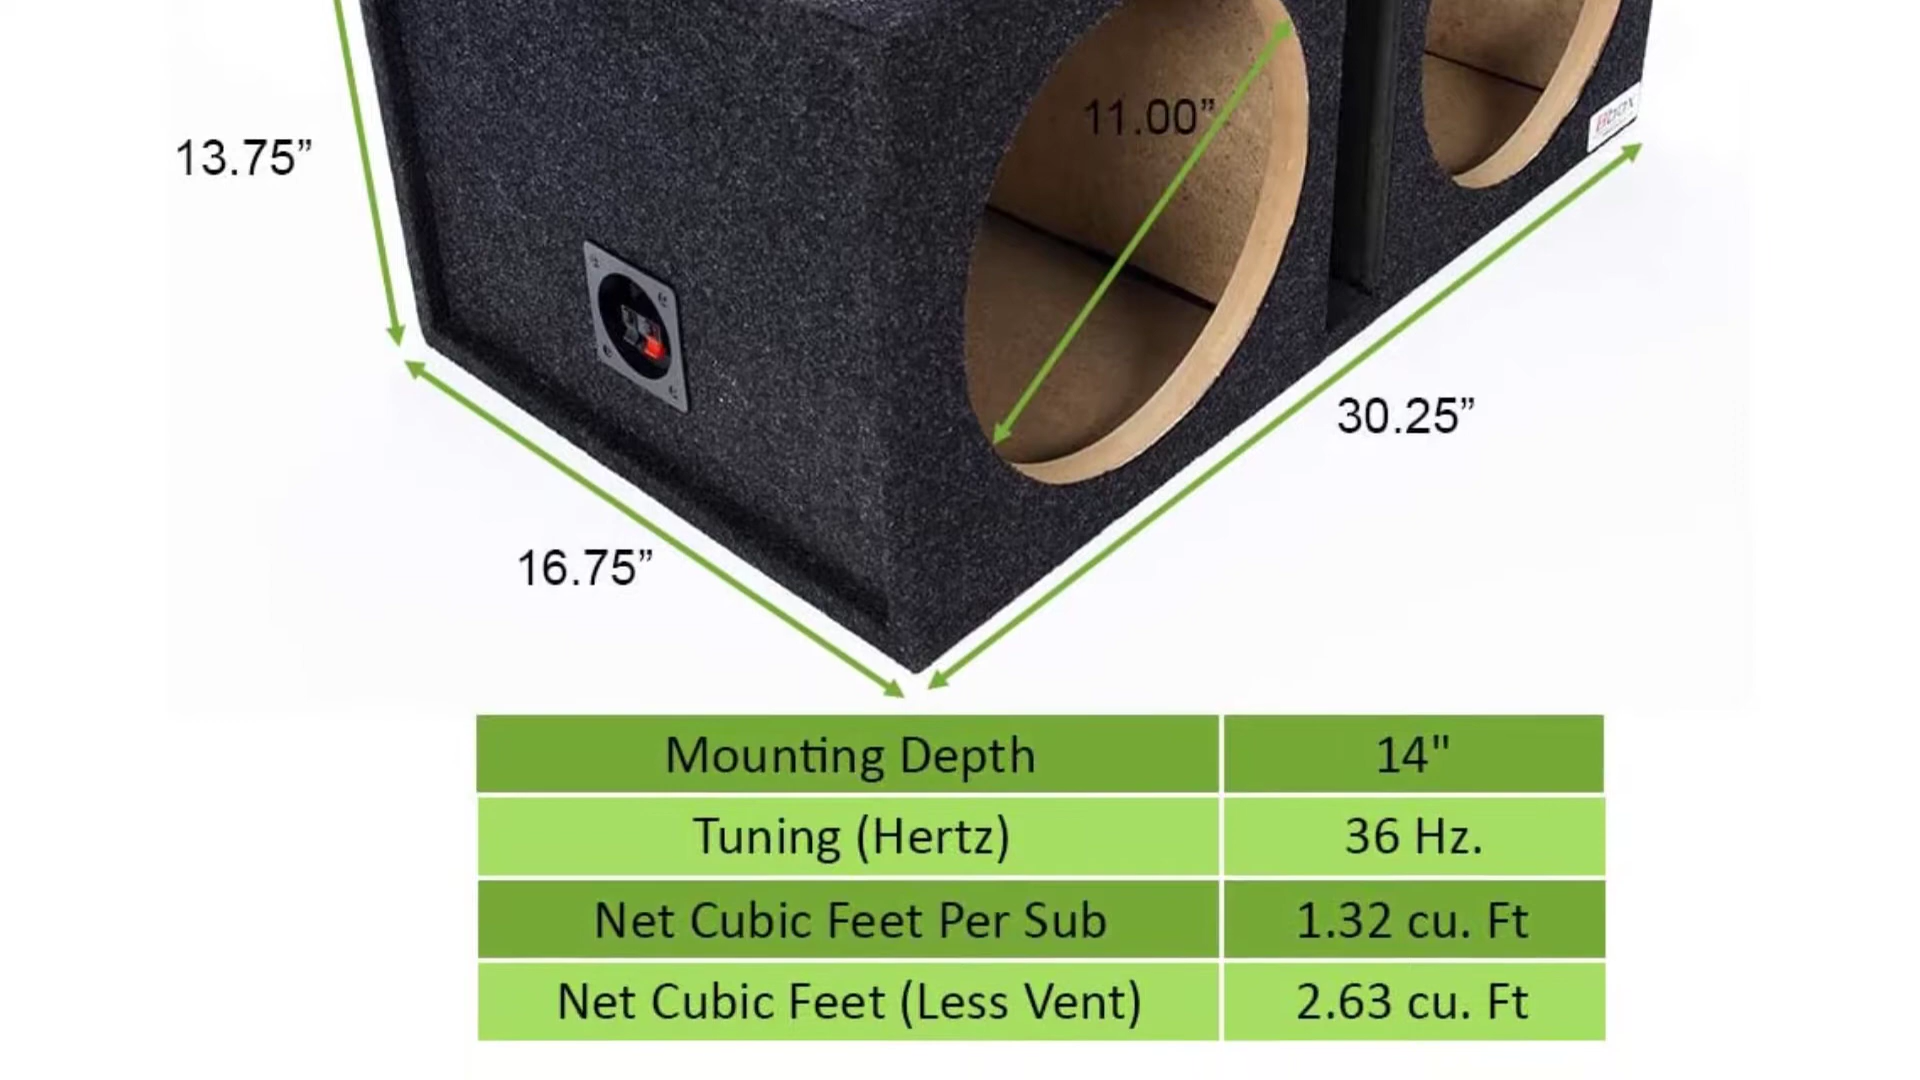 11.00”
Bbox
13.75”
30.25”
16.75”
Mounting Depth 14"
Tuning (Hertz) 36 Hz.
Net Cubic Feet Per Sub 1.32 cu. Ft
Net Cubic Feet (Less Vent) 2.63 cu. Ft